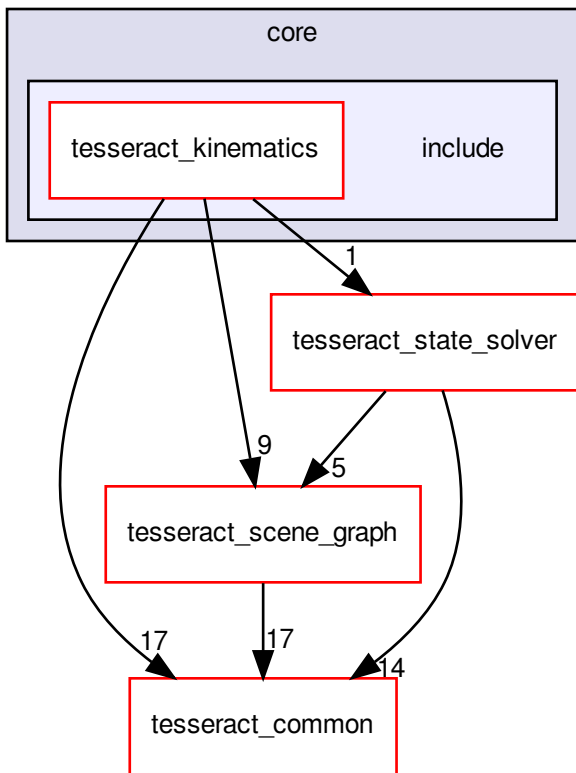 core
tesseract_kinematics
include
1
tesseract_state_solver
9
5
tesseract_scene_graph
17
17
14
tesseract_common